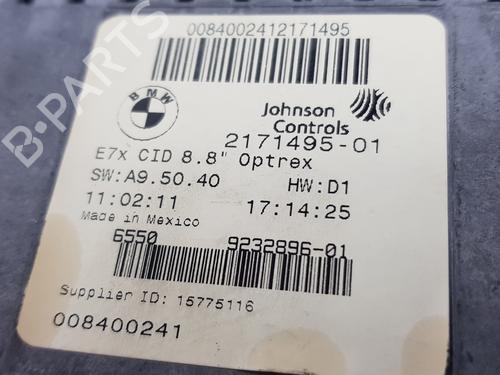 0084002412171495
BMW
Johnson
Controls
2171495-01
E7x CID 8.8" Optrex
SW:A9.50.40 HW:D1
11:02:11 17:14:25
Made in Mexico
6550 9232896-01
Supplier ID: 15775116
008400241
B-PARTS